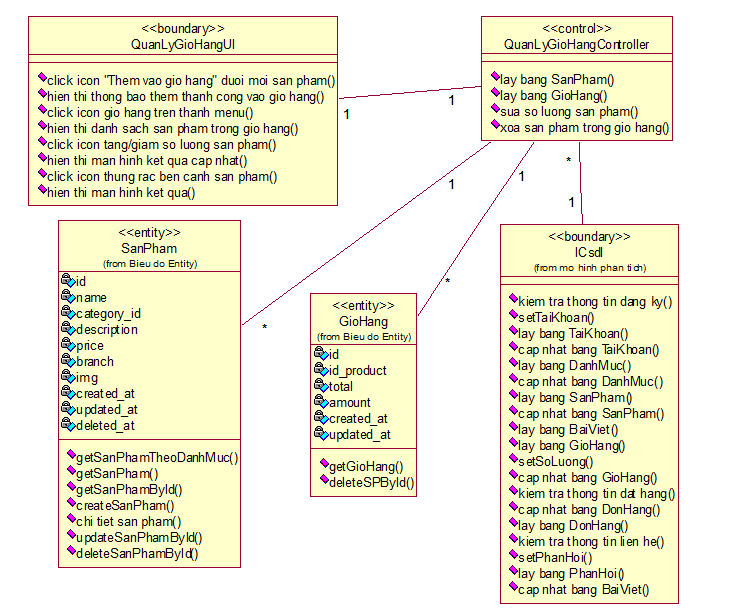 <<boundary>>
QuanLyGioHangUI
click icon "Them vao gio hang" duoi moi san pham()
hien thi thong bao them thanh cong vao gio hang()
click icon gio hang tren thanh menu()
hien thi danh sach san pham trong gio hang()
click icon tang/giam so luong san pham()
hien thi man hinh ket qua cap nhat()
click icon thung rac ben canh san pham()
hien thi man hinh ket qua()
<<control>>
QuanLyGioHangController
lay bang SanPham()
lay bang GioHang()
sua so luong san pham()
xoa san pham trong gio hang()
1
1
1
*
1
*
*
1
<<entity>>
SanPham
(from Bieu do Entity)
id
name
category_id
description
price
branch
img
created_at
updated_at
deleted_at
getSanPhamTheoDanhMuc()
getSanPham()
getSanPhamById()
createSanPham()
chi tiet san pham()
updateSanPhamById()
deleteSanPhamById()
<<entity>>
GioHang
(from Bieu do Entity)
id
id_product
total
amount
created_at
updated_at
getGioHang()
deleteSPById()
<<boundary>>
ICsdl
(from mo hinh phan tich)
kiem tra thong tin dang ky()
setTaiKhoan()
lay bang TaiKhoan()
cap nhat bang TaiKhoan()
lay bang DanhMuc()
cap nhat bang DanhMuc()
lay bang SanPham()
cap nhat bang SanPham()
lay bang BaiViet()
lay bang GioHang()
setSoLuong()
cap nhat bang GioHang()
kiem tra thong tin dat hang()
cap nhat bang DonHang()
lay bang DonHang()
kiem tra thong tin lien he()
setPhanHoi()
lay bang PhanHoi()
cap nhat bang BaiViet()